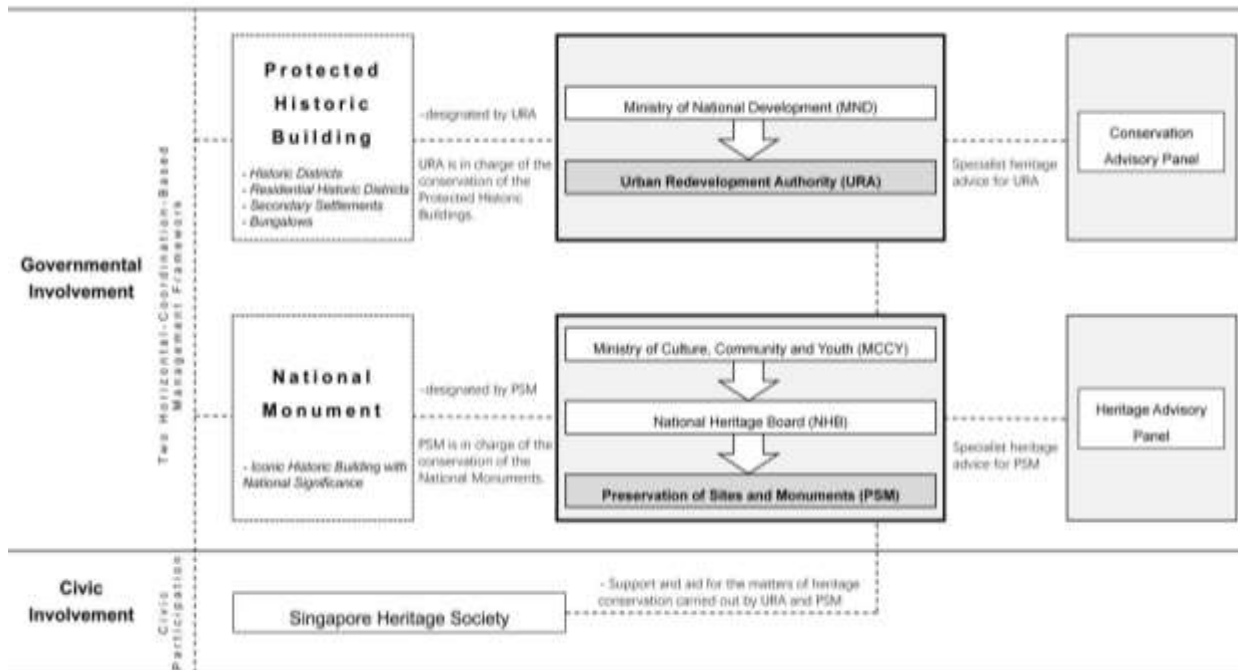 Protected
Historic
Building
- Historic Districts
- Residential Historic Districts
- Secondary Settlements
- Bungalows
-designated by URA
URA is in charge of the
conservation of the
Protected Historic
Buildings.
Ministry of National Development (MND)
Urban Redevelopment Authority (URA)
Specialist heritage
advice for URA
Conservation
Advisory Panel
Governmental
Involvement
Two Horizontal-Coordination-Based
Management Framework
National
Monument
- Iconic Historic Building with
National Significance
-designated by PSM
PSM is in charge of the
conservation of the
National Monuments.
Ministry of Culture, Community and Youth (MCCY)
National Heritage Board (NHB)
Preservation of Sites and Monuments (PSM)
Specialist heritage
advice for PSM
Heritage Advisory
Panel
Civic
Involvement
Civic
Participation
Singapore Heritage Society
- Support and aid for the matters of heritage
conservation carried out by URA and PSM